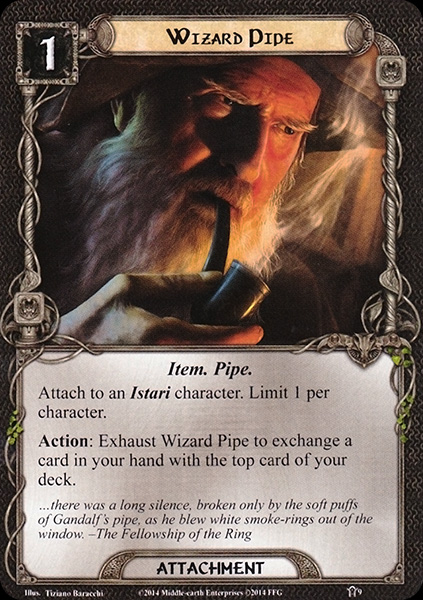 1
Wizard Pipe
Item. Pipe.
Attach to an Istari character. Limit 1 per
character.
Action: Exhaust Wizard Pipe to exchange a
card in your hand with the top card of your
deck.
...there was a long silence, broken only by the soft puffs
of Gandalf's pipe, as he blew white smoke-rings out of the
window. –The Fellowship of the Ring
ATTACHMENT
Illus. Tiziano Baracchi ©2014 Middle-earth Enterprises ©2014 FFG 9